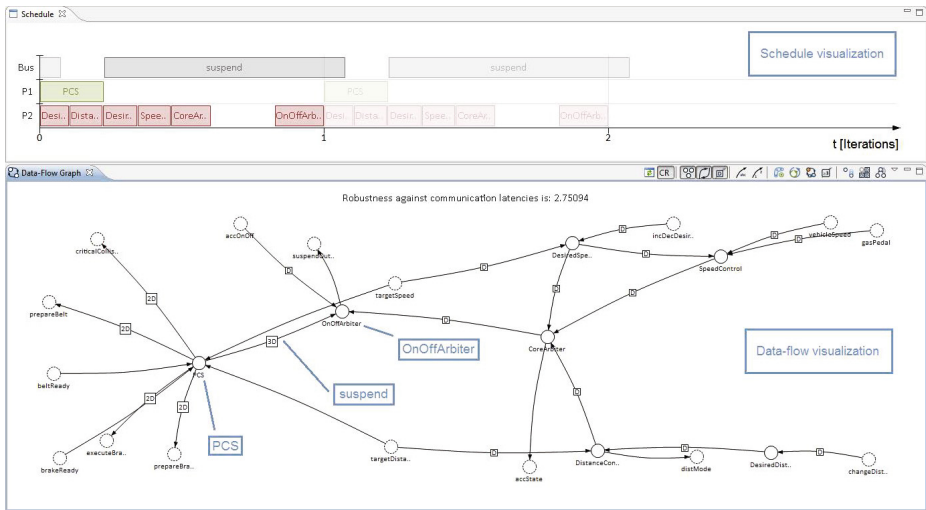 Schedule
Schedule visualization
Bus
suspend
suspend
P1
PCS
PCS
P2
Desi.. Dista.. Desir.. Spee.. CoreAr.. OnOffArb.. Desi.. Dista.. Desir.. Spee.. CoreAr.. OnOffArb..
0 1 2
t [Iterations]
Data-Flow Graph
CR
Robustness against communication latencies is: 2.75094
accOnOff
incDecDesir..
vehicleSpeed
gasPedal
criticalCollis..
suspendOut..
DesiredSpe..
SpeedControl
D
D
D
D
D
D
targetSpeed
2D
prepareBelt
2D
OnOffArbiter
D
3D
OnOffArbiter
CoreArbiter
Data-flow visualization
PCS
beltReady
suspend
D
D
2D
2D
PCS
brakeReady
executeBra..
prepareBra..
targetDista..
D
DistanceCon..
D
distMode
DesiredDist..
D
changeDist..
accState